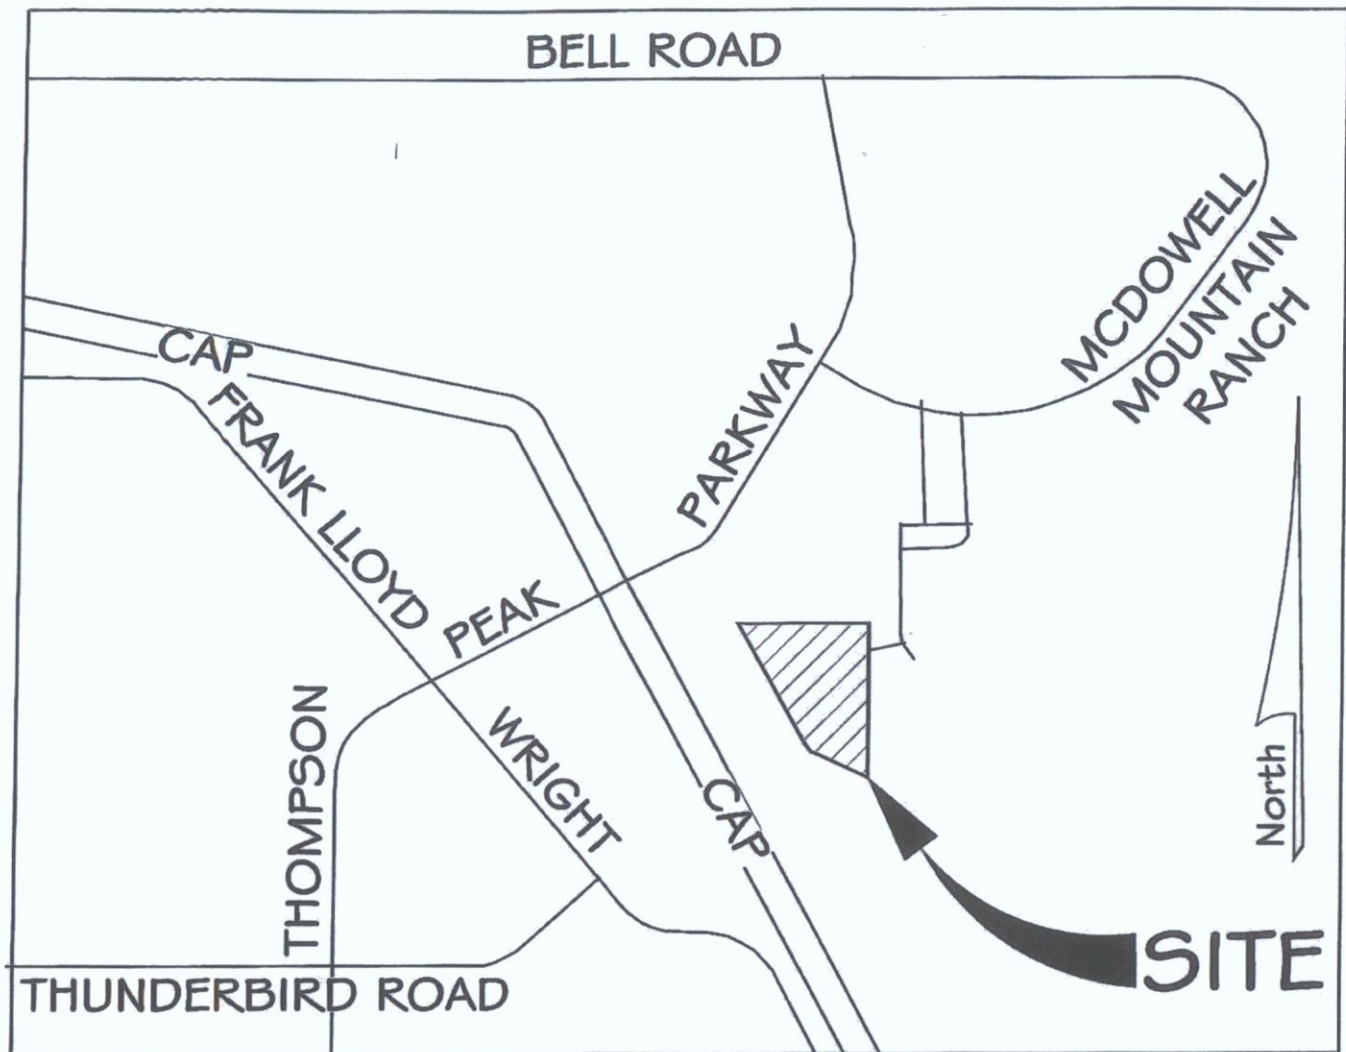 BELL ROAD
MCDOWELL
MOUNTAIN
RANCH
CAP
FRANK LLOYD
WRIGHT
PARKWAY
PEAK
THOMPSON
CAP
North
SITE
THUNDERBIRD ROAD